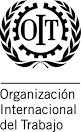 OIT
Organización
Internacional
del Trabajo